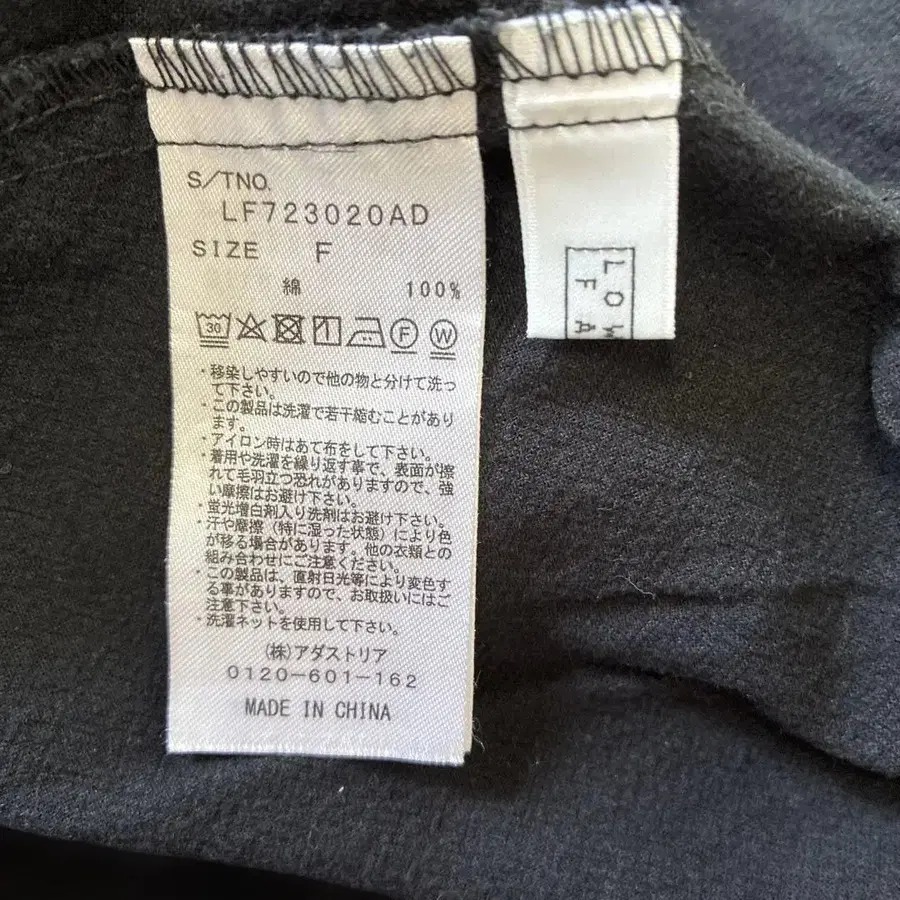 S/TNO.
LF723020AD
SIZE F
綿 100%
30 F W
・移染しやすいので他の物と分けて洗っ
て下さい。
・この製品は洗濯で若干縮むことがあり
ます。
・アイロン時はあて布をして下さい。
・着用や洗濯を繰り返す事で、表面が擦
れて毛羽立つ恐れがありますので、強
い摩擦はお避け下さい。
・蛍光増白剤入り洗剤はお避け下さい。
・汗や摩擦（特に湿った状態）により色
が移る場合があります。他の衣類との
組み合わせにご注意ください。
・この製品は、直射日光等により変色す
る事がありますので、お取扱いにはご
注意下さい。
・洗濯ネットを使用して下さい。
(株)アダストリア
0120-601-162
MADE IN CHINA
LOW
FA